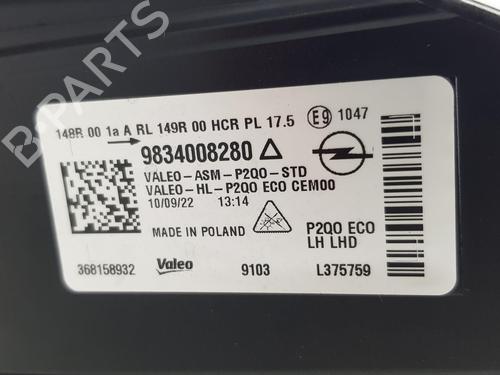 B-PARTS
148R 00 1a A RL 149R 00 HCR PL 17.5 E9 1047
9834008280
VALEO-ASM-P2QO-STD
VALEO-HL-P2QO ECO CEM00
10/09/22 13:14
MADE IN POLAND
P2QO ECO
LH LHD
368158932 Valeo 9103 L375759